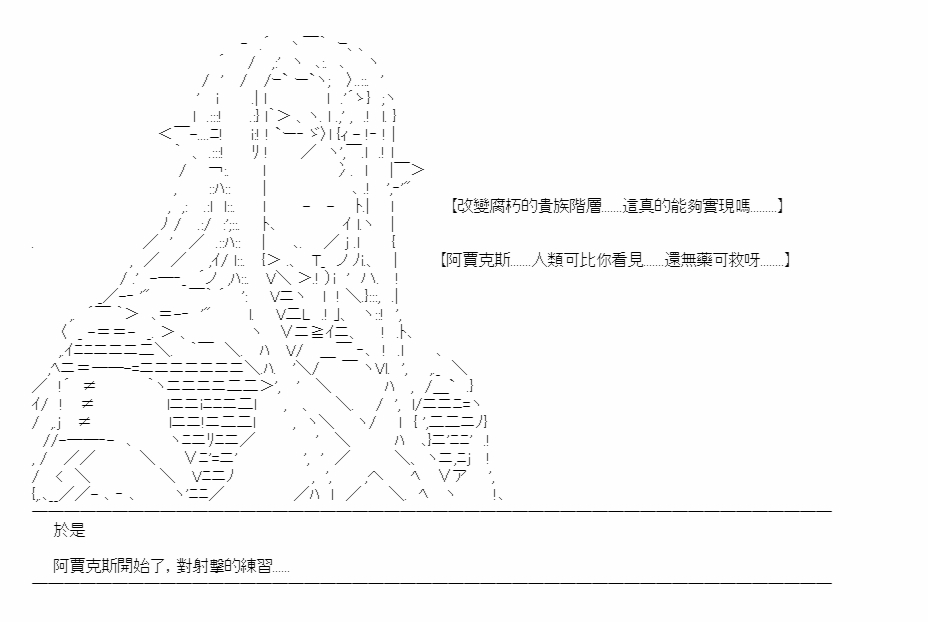 【改變腐朽的貴族階層......這真的能夠實現嗎.........】
【阿賈克斯.......人類可比你看見.......還無藥可救呀........】
於是
阿賈克斯開始了，對射擊的練習......